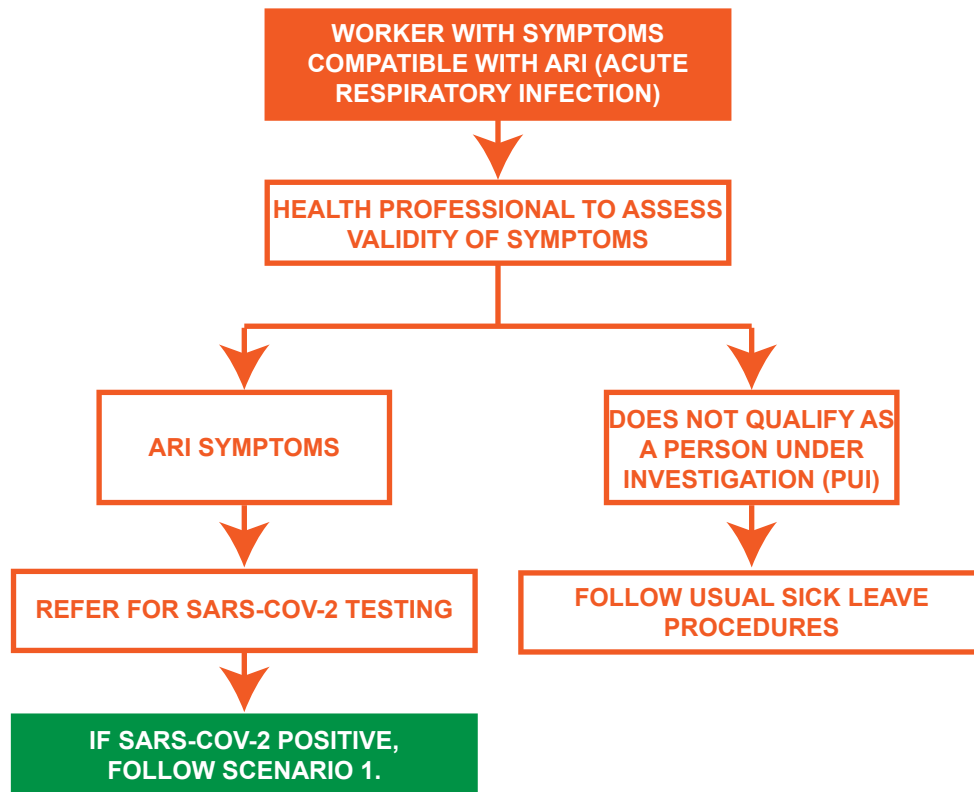 WORKER WITH SYMPTOMS
COMPATIBLE WITH ARI (ACUTE
RESPIRATORY INFECTION)
HEALTH PROFESSIONAL TO ASSESS
VALIDITY OF SYMPTOMS
ARI SYMPTOMS
DOES NOT QUALIFY AS
A PERSON UNDER
INVESTIGATION (PUI)
REFER FOR SARS-COV-2 TESTING
FOLLOW USUAL SICK LEAVE
PROCEDURES
IF SARS-COV-2 POSITIVE,
FOLLOW SCENARIO 1.